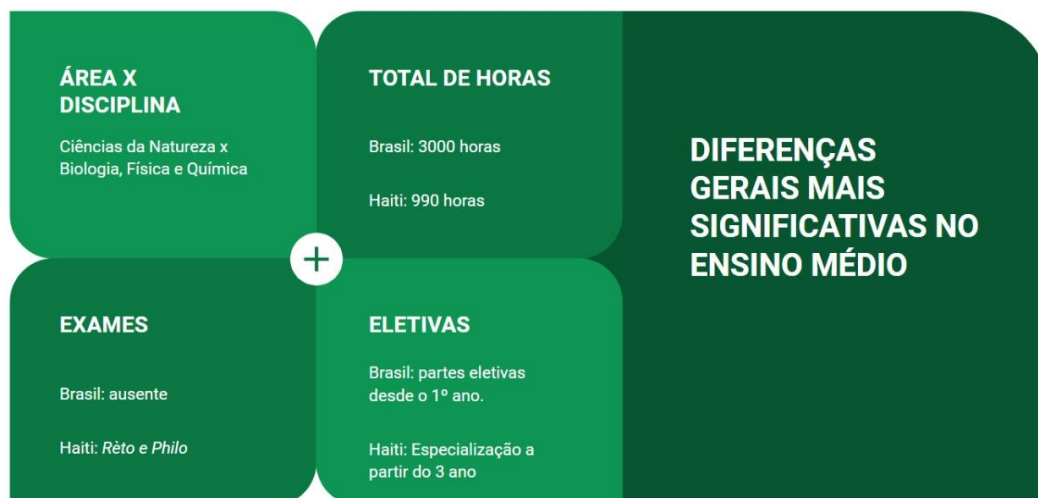 ÁREA X
DISCIPLINA
Ciências da Natureza x
Biologia, Física e Química
TOTAL DE HORAS
Brasil: 3000 horas
Haiti: 990 horas
EXAMES
Brasil: ausente
Haiti: Rèto e Philo
ELETIVAS
Brasil: partes eletivas
desde o 1º ano.
Haiti: Especialização a
partir do 3 ano
DIFERENÇAS
GERAIS MAIS
SIGNIFICATIVAS NO
ENSINO MÉDIO